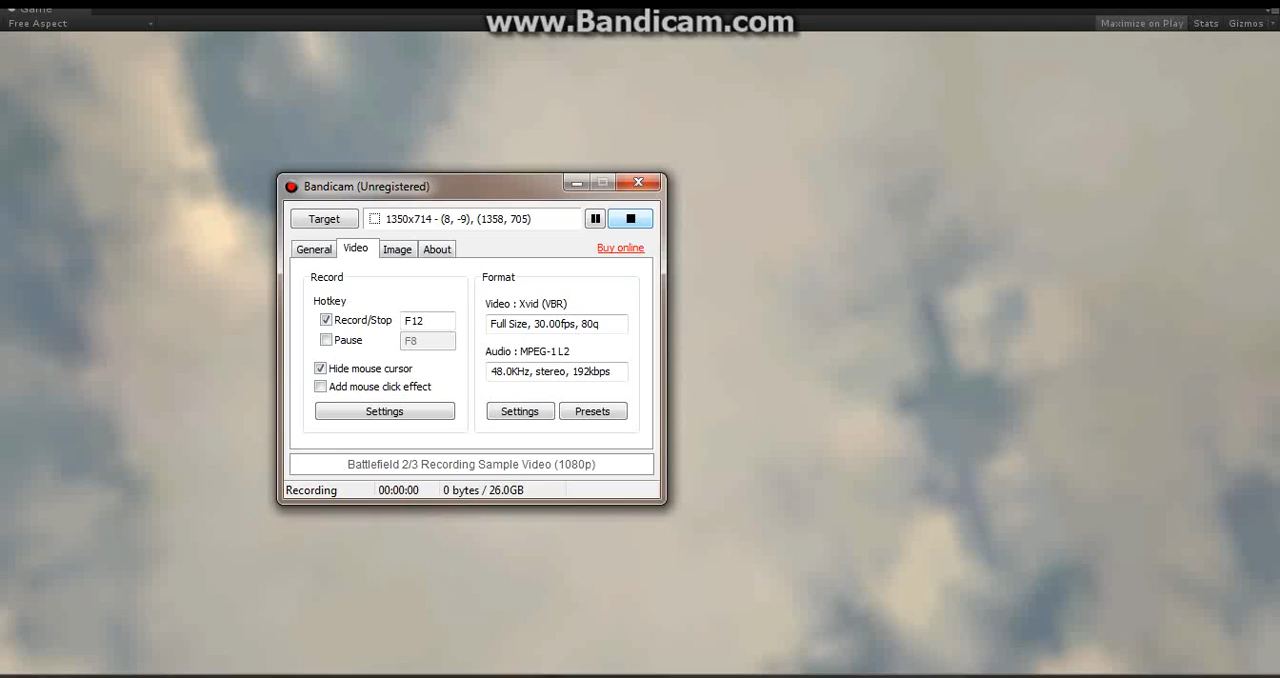 Game
Free Aspect
www.Bandicam.com
Maximize on Play
Stats
Gizmos
Bandicam (Unregistered)
Target
1350x714 - (8, -9), (1358, 705)
General
Video
Image
About
Buy online
Record
Hotkey
Record/Stop
F12
Pause
F8
Hide mouse cursor
Add mouse click effect
Settings
Format
Video : Xvid (VBR)
Full Size, 30.00fps, 80q
Audio : MPEG-1 L2
48.0KHz, stereo, 192kbps
Settings
Presets
Battlefield 2/3 Recording Sample Video (1080p)
Recording
00:00:00
0 bytes / 26.0GB